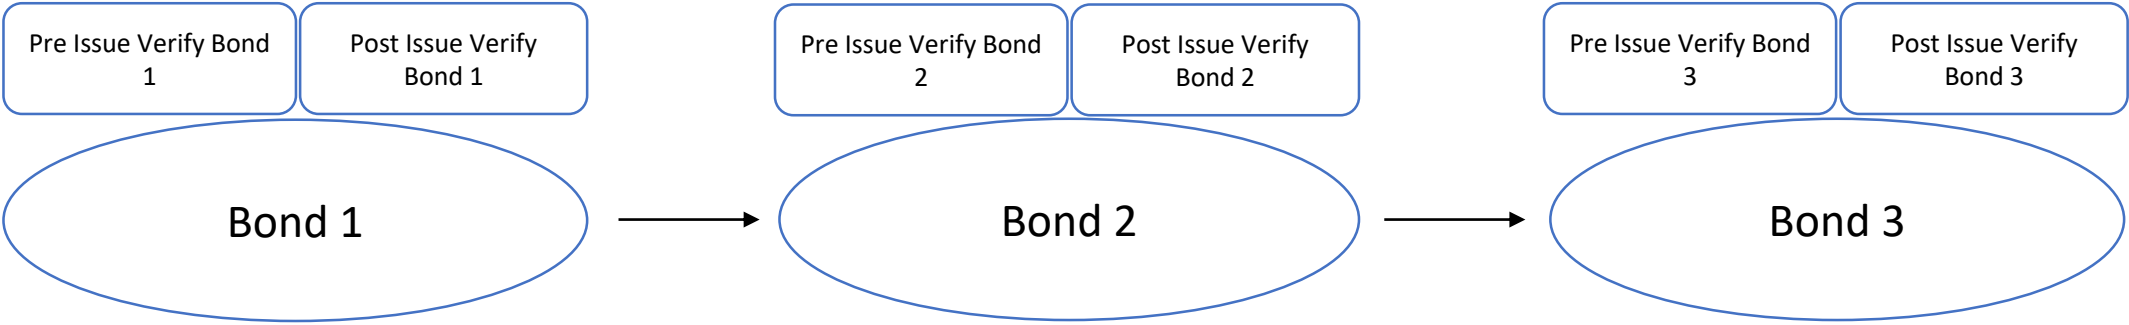 Pre Issue Verify Bond
1
Post Issue Verify
Bond 1
Pre Issue Verify Bond
2
Post Issue Verify
Bond 2
Pre Issue Verify Bond
3
Post Issue Verify
Bond 3
Bond 1
Bond 2
Bond 3